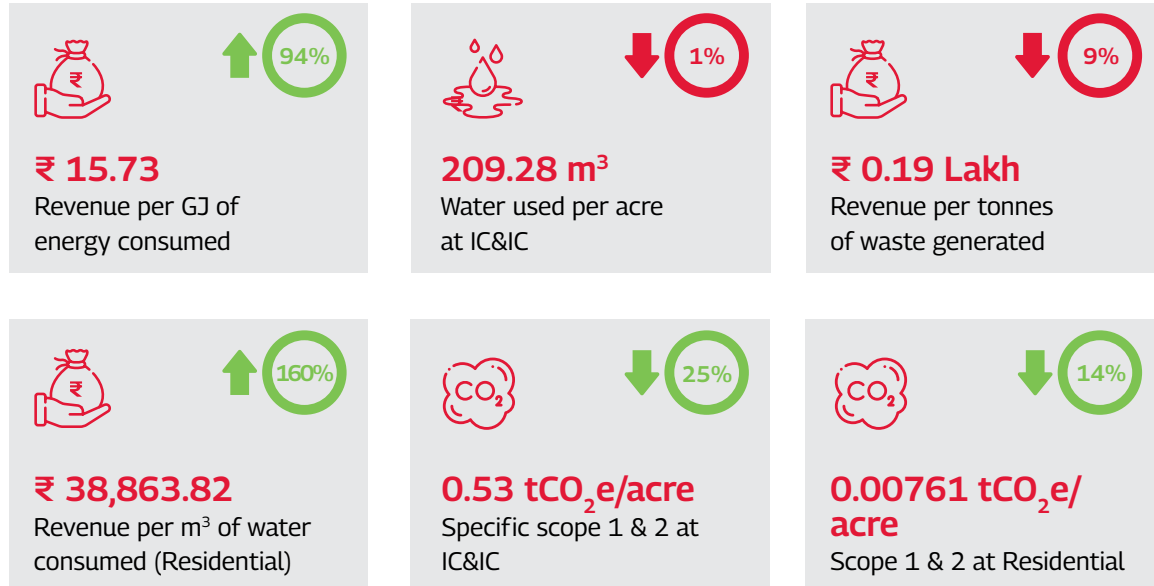 ₹
94%
₹ 15.73
Revenue per GJ of
energy consumed
₹
1%
209.28 m³
Water used per acre
at IC&IC
₹
9%
₹ 0.19 Lakh
Revenue per tonnes
of waste generated
₹
160%
₹ 38,863.82
Revenue per m³ of water
consumed (Residential)
CO₂
25%
0.53 tCO₂e/acre
Specific scope 1 & 2 at
IC&IC
CO₂
14%
0.00761 tCO₂e/
acre
Scope 1 & 2 at Residential